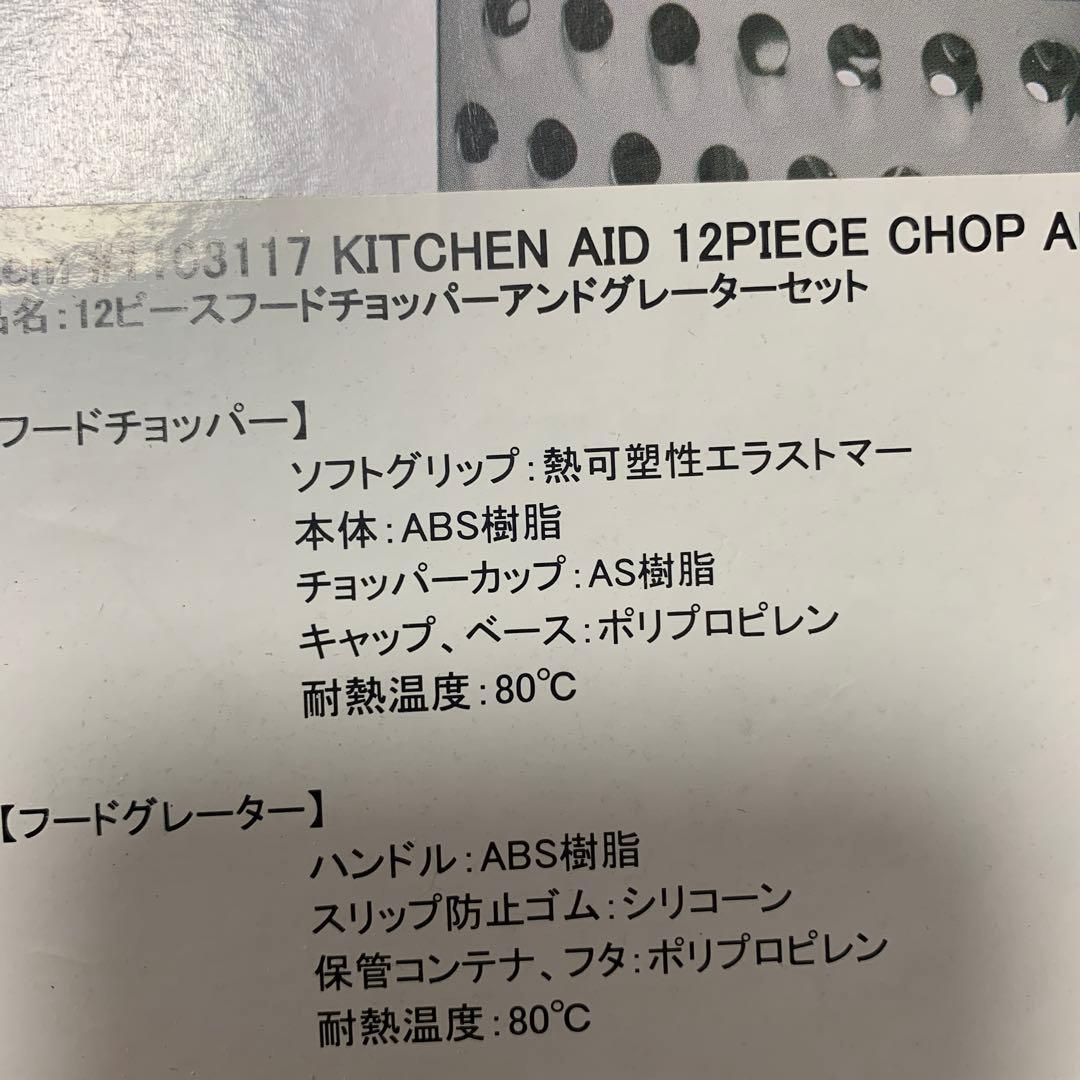 #1103117 KITCHEN AID 12PIECE CHOP
品名:12ピースフードチョッパーアンドグレーターセット
フードチョッパー】
ソフトグリップ:熱可塑性エラストマー
本体:ABS樹脂
チョッパーカップ:AS樹脂
キャップ、ベース:ポリプロピレン
耐熱温度:80℃
【フードグレーター】
ハンドル:ABS樹脂
スリップ防止ゴム:シリコーン
保管コンテナ、フタ:ポリプロピレン
耐熱温度:80℃